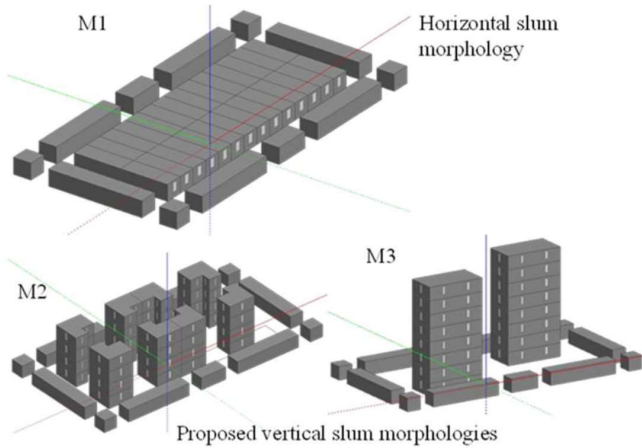 M1
Horizontal slum
morphology
M2
M3
Proposed vertical slum morphologies